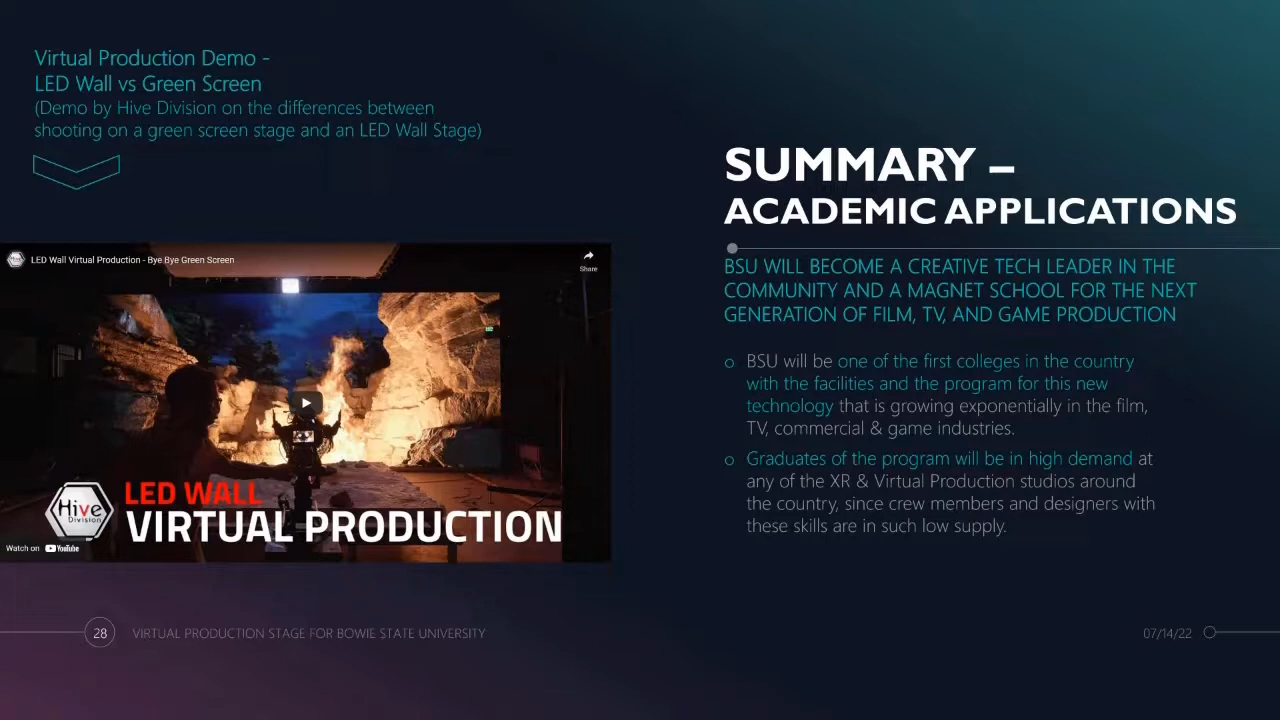 Virtual Production Demo -
LED Wall vs Green Screen
(Demo by Hive Division on the differences between
shooting on a green screen stage and an LED Wall Stage)
LED Wall Virtual Production - Bye Bye Green Screen
Share
Hive
Division
LED WALL
VIRTUAL PRODUCTION
Watch on YouTube
SUMMARY –
ACADEMIC APPLICATIONS
BSU WILL BECOME A CREATIVE TECH LEADER IN THE
COMMUNITY AND A MAGNET SCHOOL FOR THE NEXT
GENERATION OF FILM, TV, AND GAME PRODUCTION
o BSU will be one of the first colleges in the country
with the facilities and the program for this new
technology that is growing exponentially in the film,
TV, commercial & game industries.
o Graduates of the program will be in high demand at
any of the XR & Virtual Production studios around
the country, since crew members and designers with
these skills are in such low supply.
28
VIRTUAL PRODUCTION STAGE FOR BOWIE STATE UNIVERSITY
07/14/22